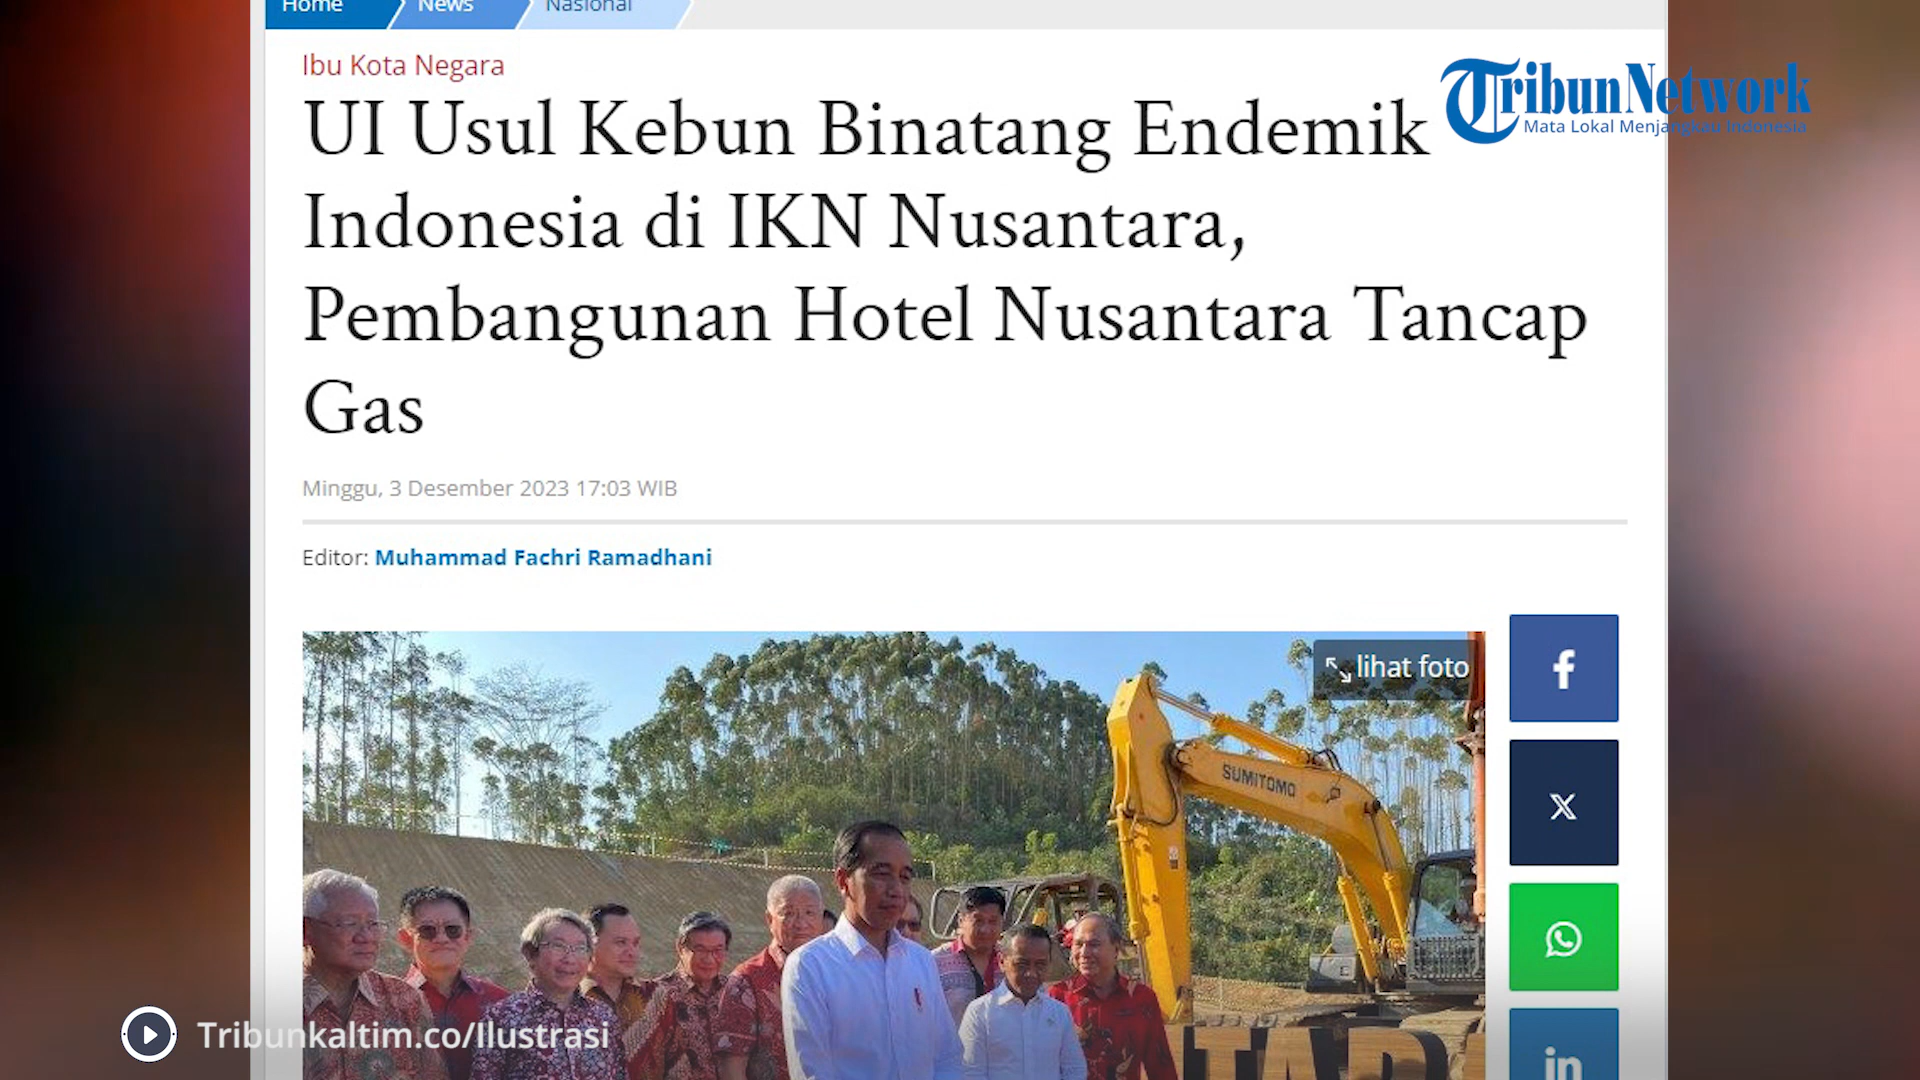 Home News Nasional
Ibu Kota Negara
TribunNetwork
Mata Lokal Menjangkau Indonesia
UI Usul Kebun Binatang Endemik
Indonesia di IKN Nusantara,
Pembangunan Hotel Nusantara Tancap
Gas
Minggu, 3 Desember 2023 17:03 WIB
Editor: Muhammad Fachri Ramadhani
lihat foto
SUMITOMO
Tribunkaltim.co/Ilustrasi